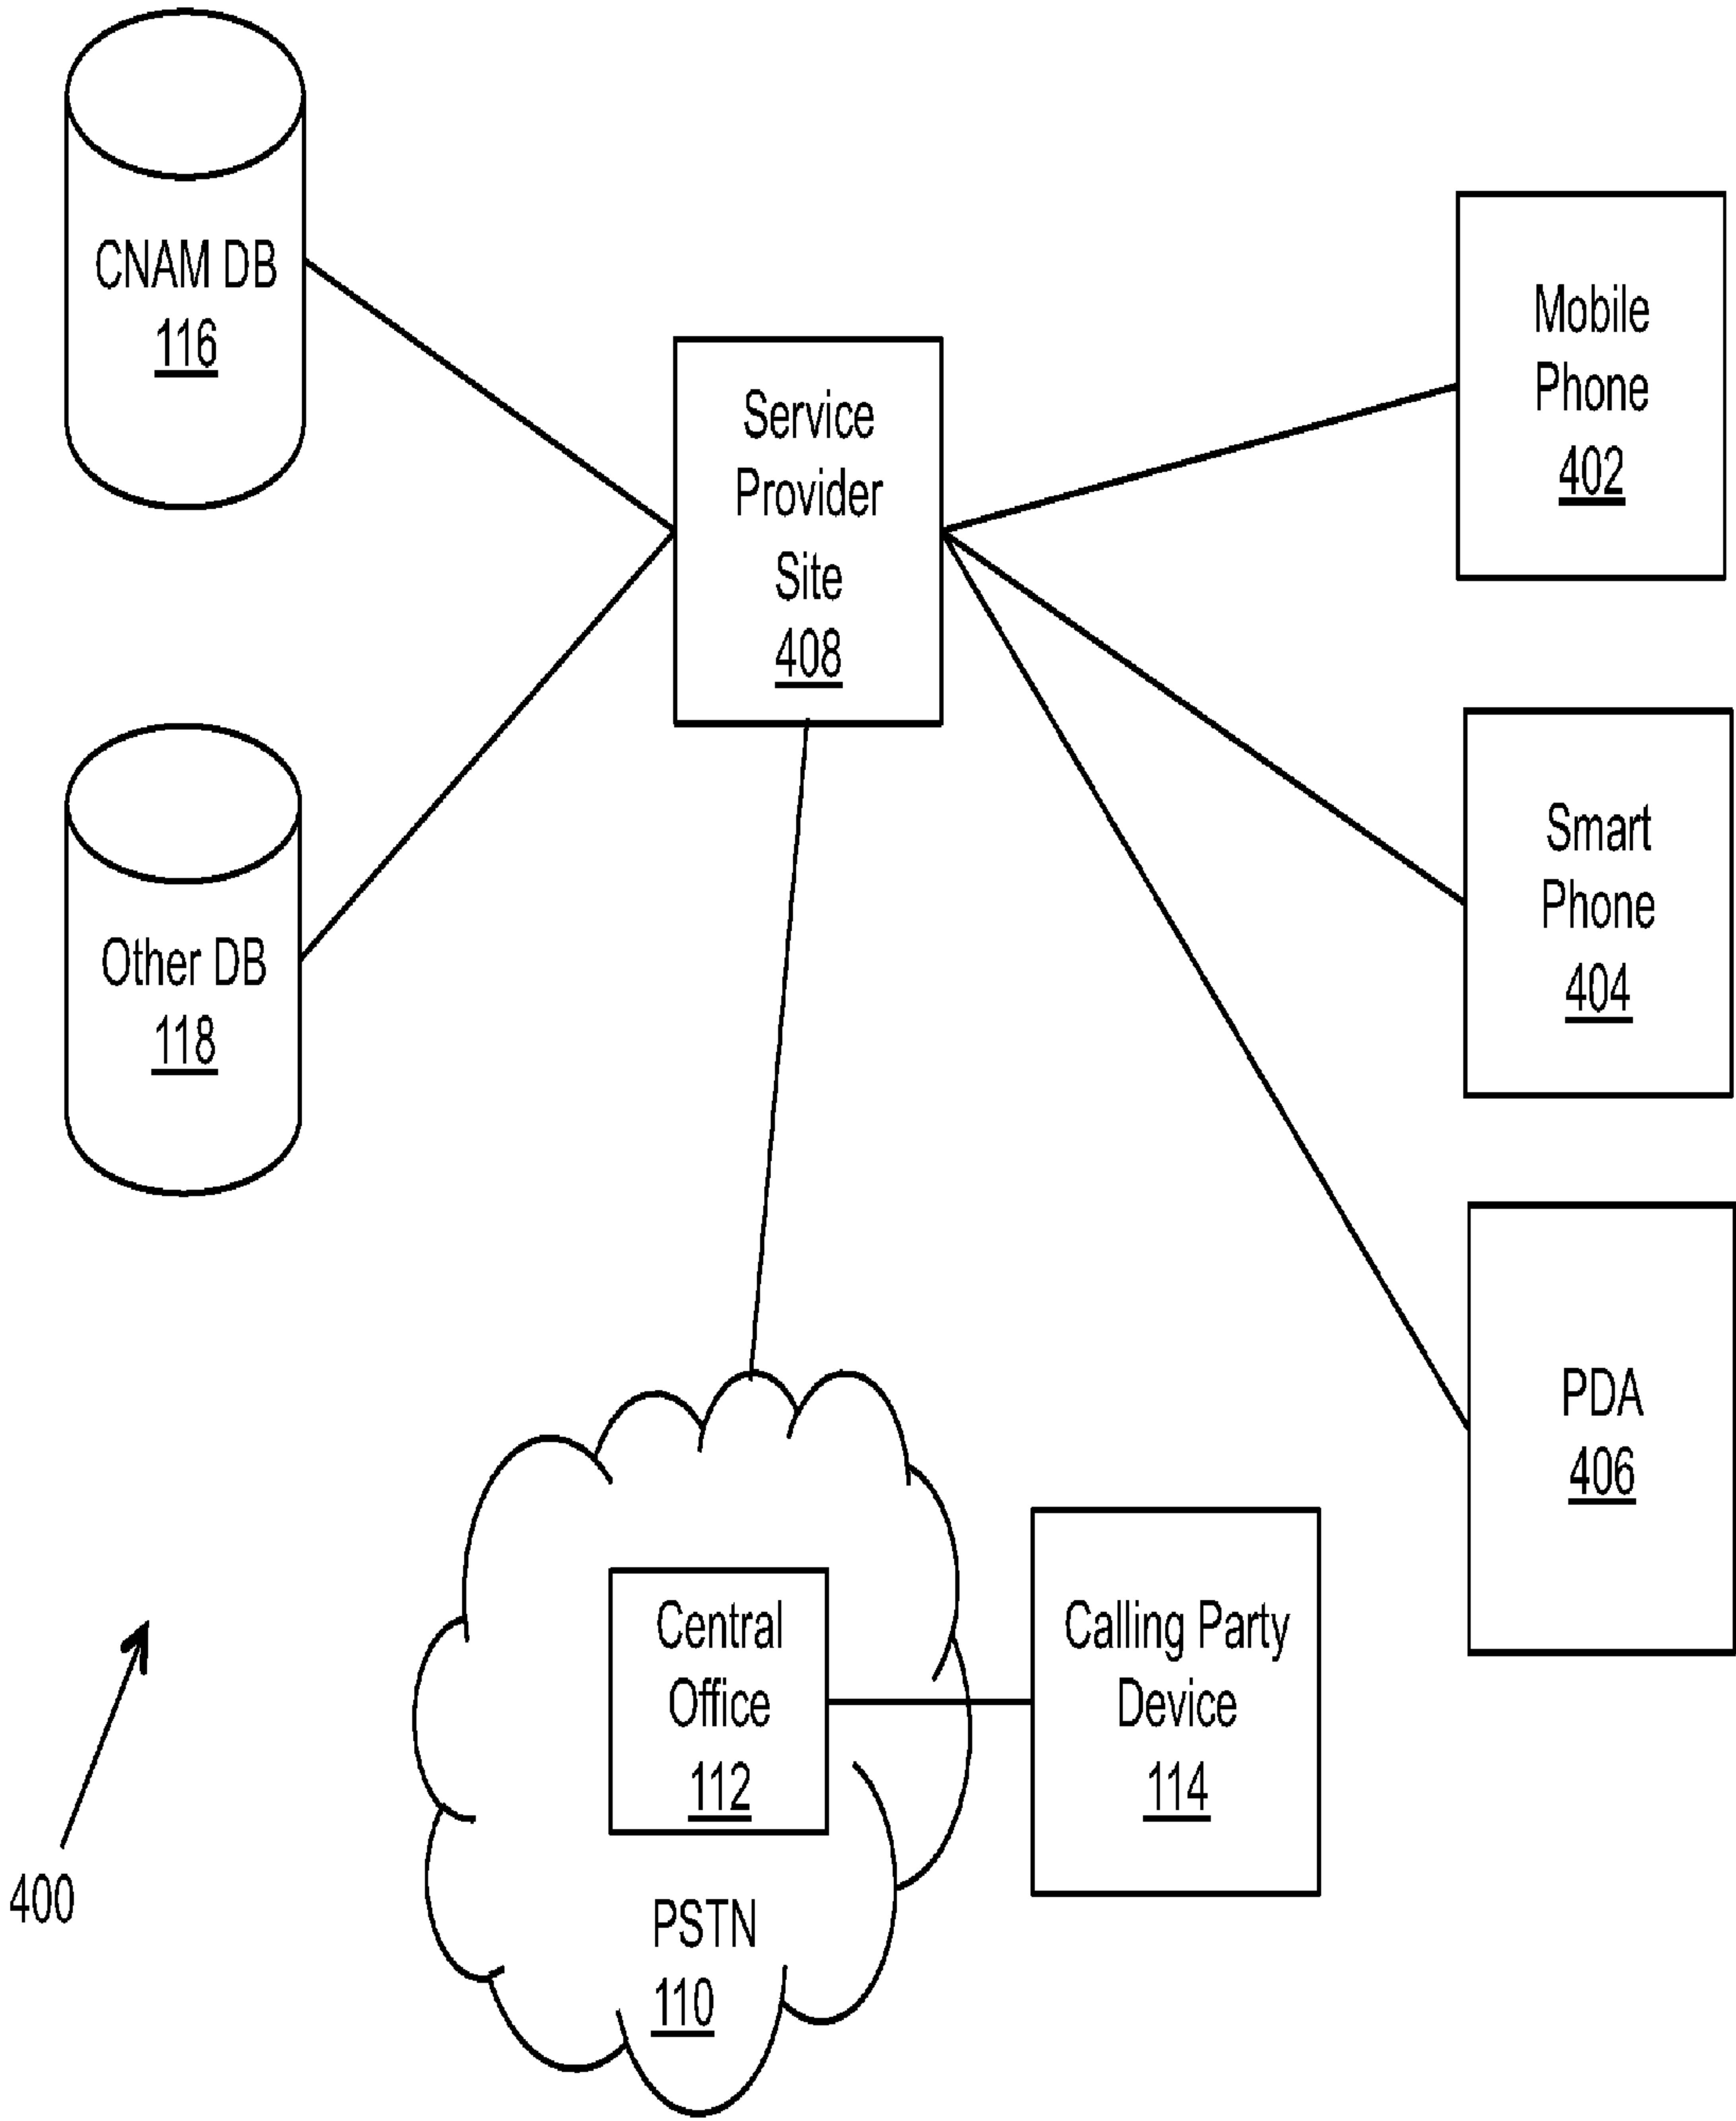 CNAM DB
116
Service
Provider
Site
408
Mobile
Phone
402
Other DB
118
Smart
Phone
404
PDA
406
Central
Office
112
Calling Party
Device
114
PSTN
110
400